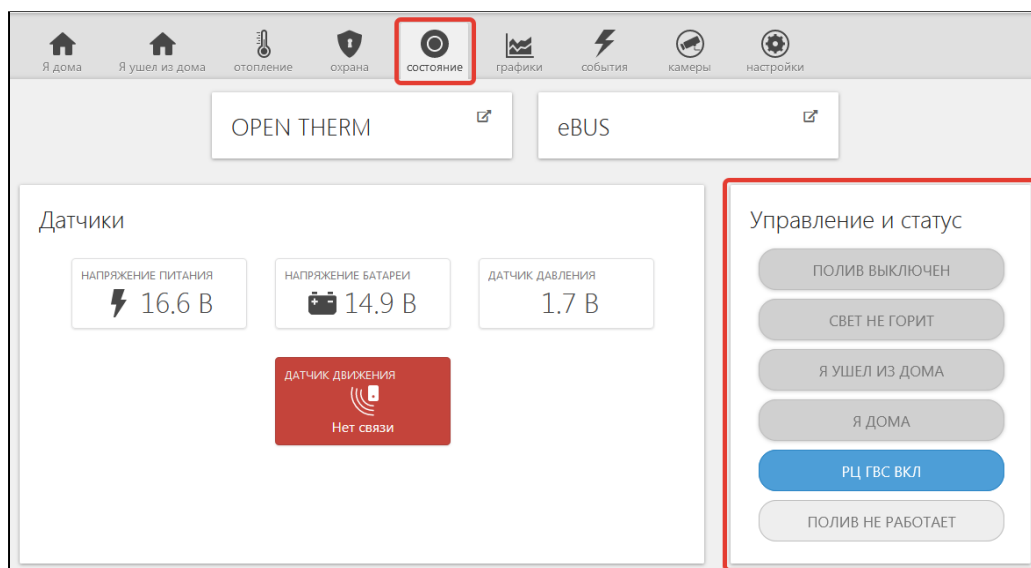 Я дома
Я ушел из дома
отопление
охрана
состояние
графики
события
камеры
настройки
OPEN THERM
eBUS
Датчики
НАПРЯЖЕНИЕ ПИТАНИЯ
16.6 В
НАПРЯЖЕНИЕ БАТАРЕИ
14.9 В
ДАТЧИК ДАВЛЕНИЯ
1.7 В
ДАТЧИК ДВИЖЕНИЯ
Нет связи
Управление и статус
ПОЛИВ ВЫКЛЮЧЕН
СВЕТ НЕ ГОРИТ
Я УШЕЛ ИЗ ДОМА
Я ДОМА
РЦ ГВС ВКЛ
ПОЛИВ НЕ РАБОТАЕТ